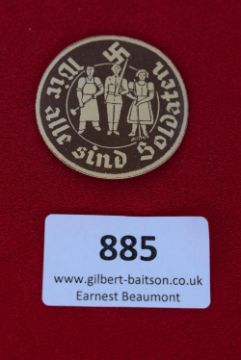 Wir alle sind Soldaten
885
www.gilbert-baitson.co.uk
Earnest Beaumont